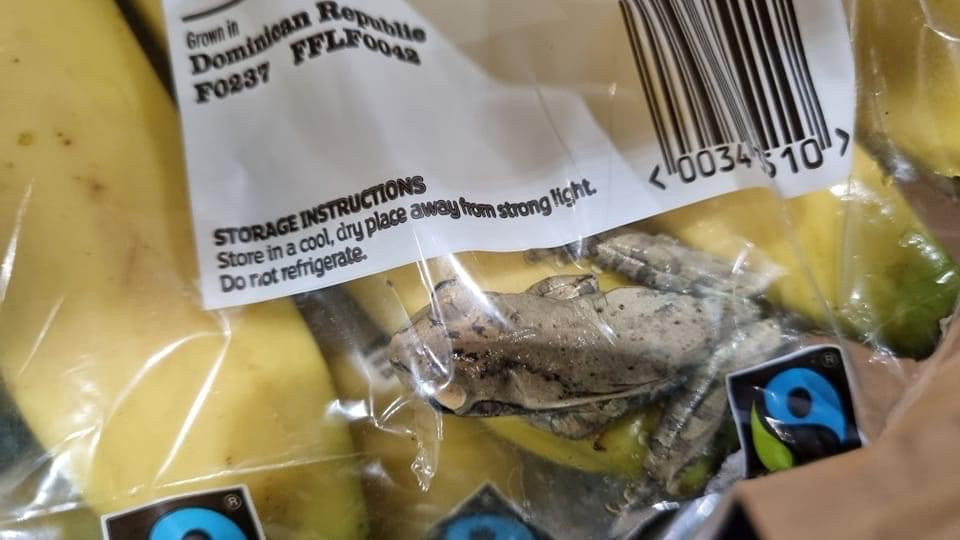 Grown in
Dominican Republic
F0237 FFLF0042
STORAGE INSTRUCTIONS
Store in a cool, dry place away from strong light.
Do not refrigerate.
®
®